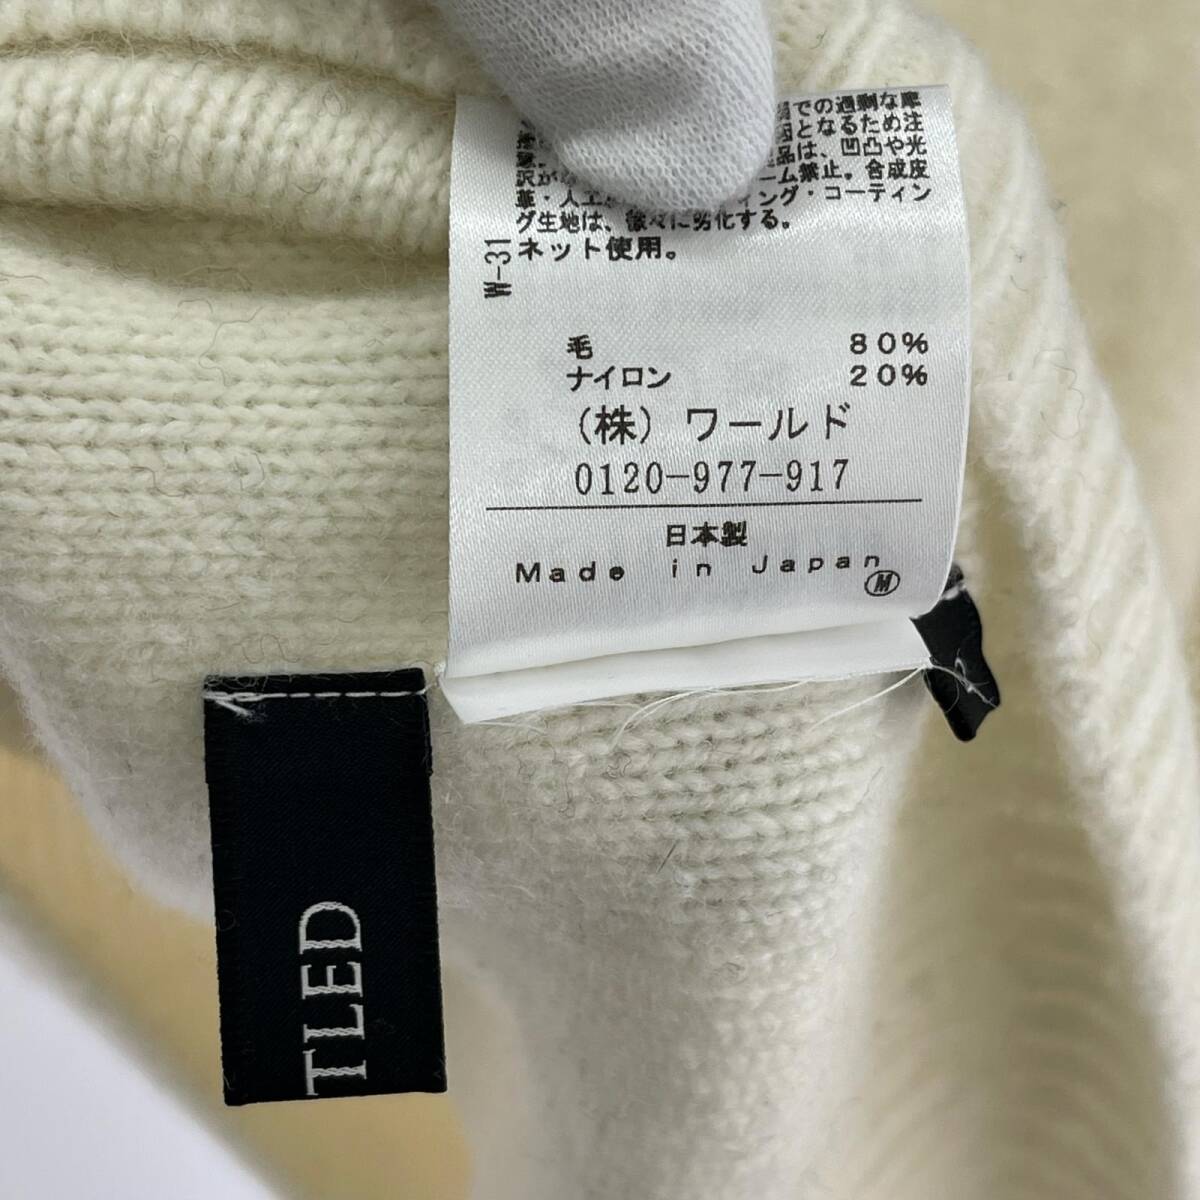 での過剰な摩
因となるため注
品は、凹凸や光
沢が ーム禁止。合成皮
革・人工 ィング・コーティン
グ生地は、徐々に劣化する。
ネット使用。
W-31
毛 80%
ナイロン 20%
(株) ワールド
0120-977-917
日本製
Made in Japan
M
TLED